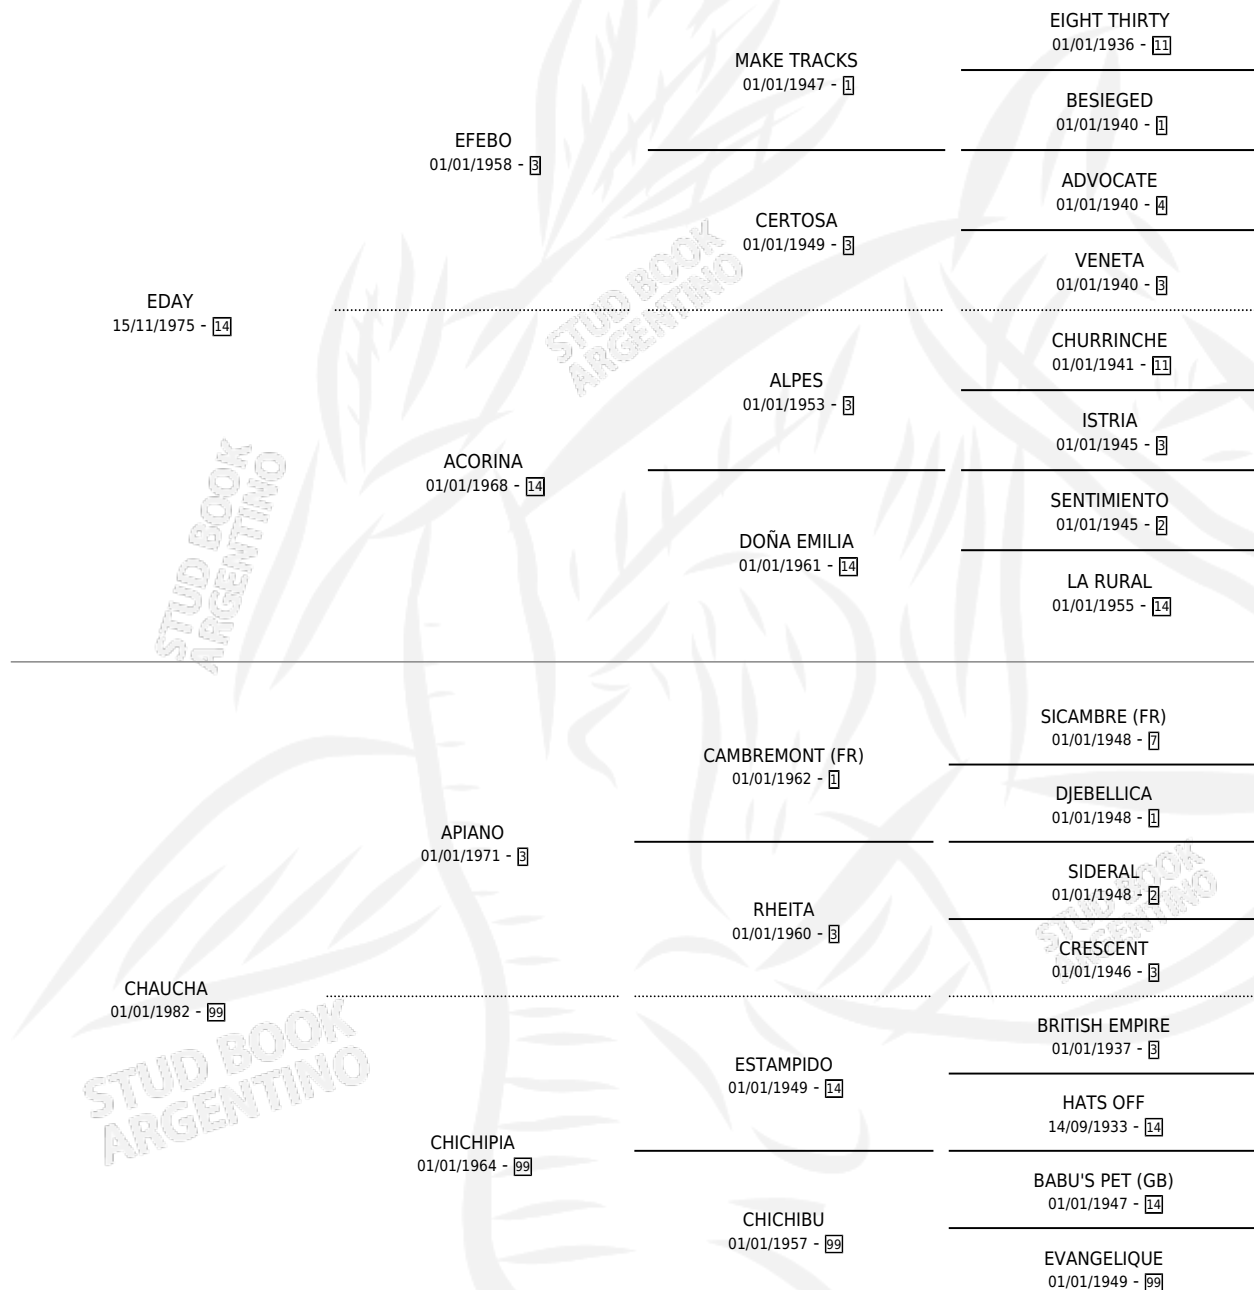 EIGHT THIRTY
01/01/1936 - 11
MAKE TRACKS
01/01/1947 - 1
BESIEGED
01/01/1940 - 1
EFEBO
01/01/1958 - 3
ADVOCATE
01/01/1940 - 4
CERTOSA
01/01/1949 - 3
VENETA
01/01/1940 - 3
EDAY
15/11/1975 - 14
CHURRINCHE
01/01/1941 - 11
ALPES
01/01/1953 - 3
ISTRIA
01/01/1945 - 3
ACORINA
01/01/1968 - 14
SENTIMIENTO
01/01/1945 - 2
DOÑA EMILIA
01/01/1961 - 14
LA RURAL
01/01/1955 - 14
STUD BOOK
ARGENTINO
STUD BOOK
ARGENTINO
SICAMBRE (FR)
01/01/1948 - 7
CAMBREMONT (FR)
01/01/1962 - 1
DJEBELLICA
01/01/1948 - 1
APIANO
01/01/1971 - 3
SIDERAL
01/01/1948 - 2
RHEITA
01/01/1960 - 3
CRESCENT
01/01/1946 - 3
STUD BOOK
ARGENTINO
CHAUCHA
01/01/1982 - 99
BRITISH EMPIRE
01/01/1937 - 3
ESTAMPIDO
01/01/1949 - 14
HATS OFF
14/09/1933 - 14
CHICHIPIA
01/01/1964 - 99
BABU'S PET (GB)
01/01/1947 - 14
CHICHIBU
01/01/1957 - 99
EVANGELIQUE
01/01/1949 - 99
STUD BOOK
ARGENTINO